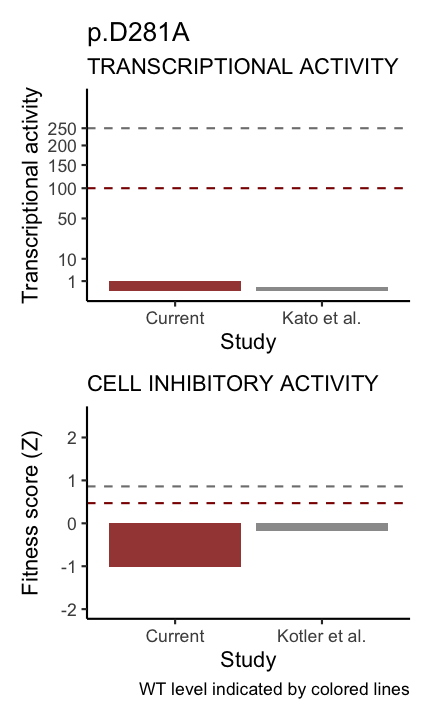 p.D281A
TRANSCRIPTIONAL ACTIVITY
Transcriptional activity
250
200
150
100
50
10
1
Current
Kato et al.
Study
CELL INHIBITORY ACTIVITY
Fitness score (Z)
2
1
0
-1
-2
Current
Kotler et al.
Study
WT level indicated by colored lines